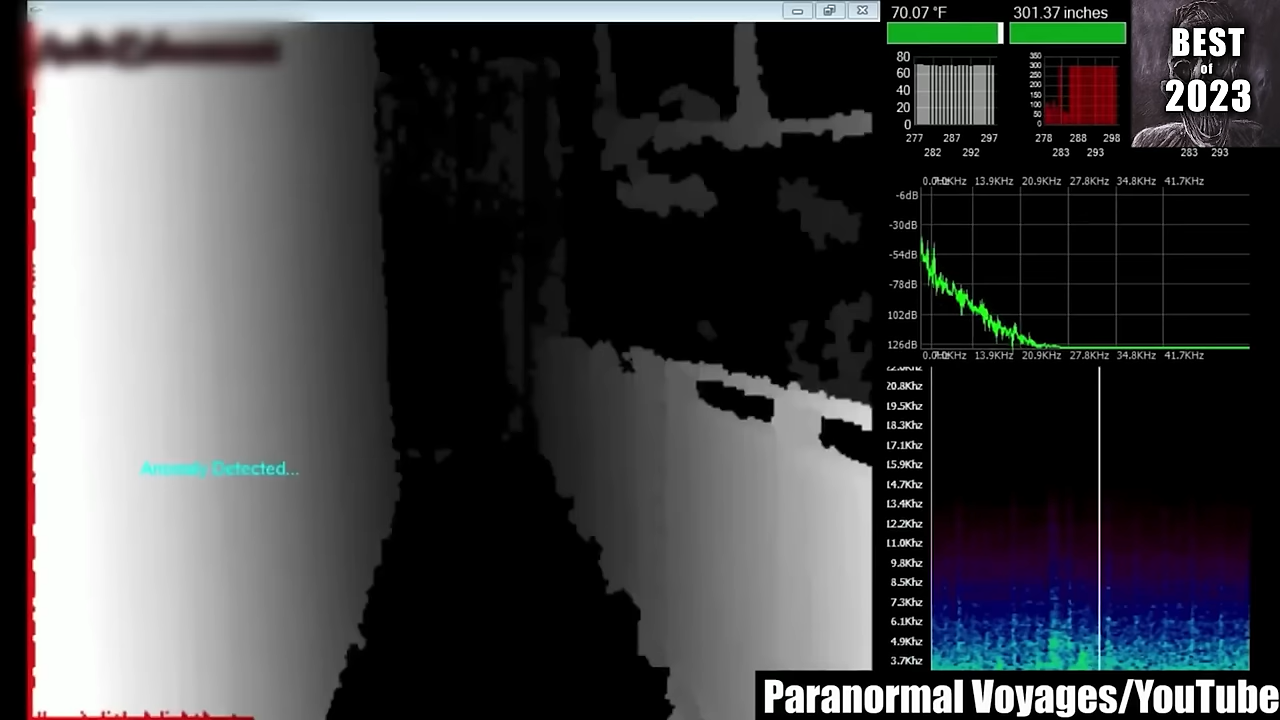 70.07 °F
301.37 inches
BEST
of
2023
80
60
40
20
0
277 287 297
282 292
350
300
250
200
150
100
50
0
278 288 298
283 293
283 293
13.9KHz 20.9KHz 27.8KHz 34.8KHz 41.7KHz
-6dB
-30dB
-54dB
-78dB
102dB
126dB
13.9KHz 20.9KHz 27.8KHz 34.8KHz 41.7KHz
20.8Khz
19.5Khz
18.3Khz
17.1Khz
15.9Khz
14.7Khz
13.4Khz
12.2Khz
11.0Khz
9.8Khz
8.5Khz
7.3Khz
6.1Khz
4.9Khz
3.7Khz
Anomaly Detected...
Paranormal Voyages/YouTube